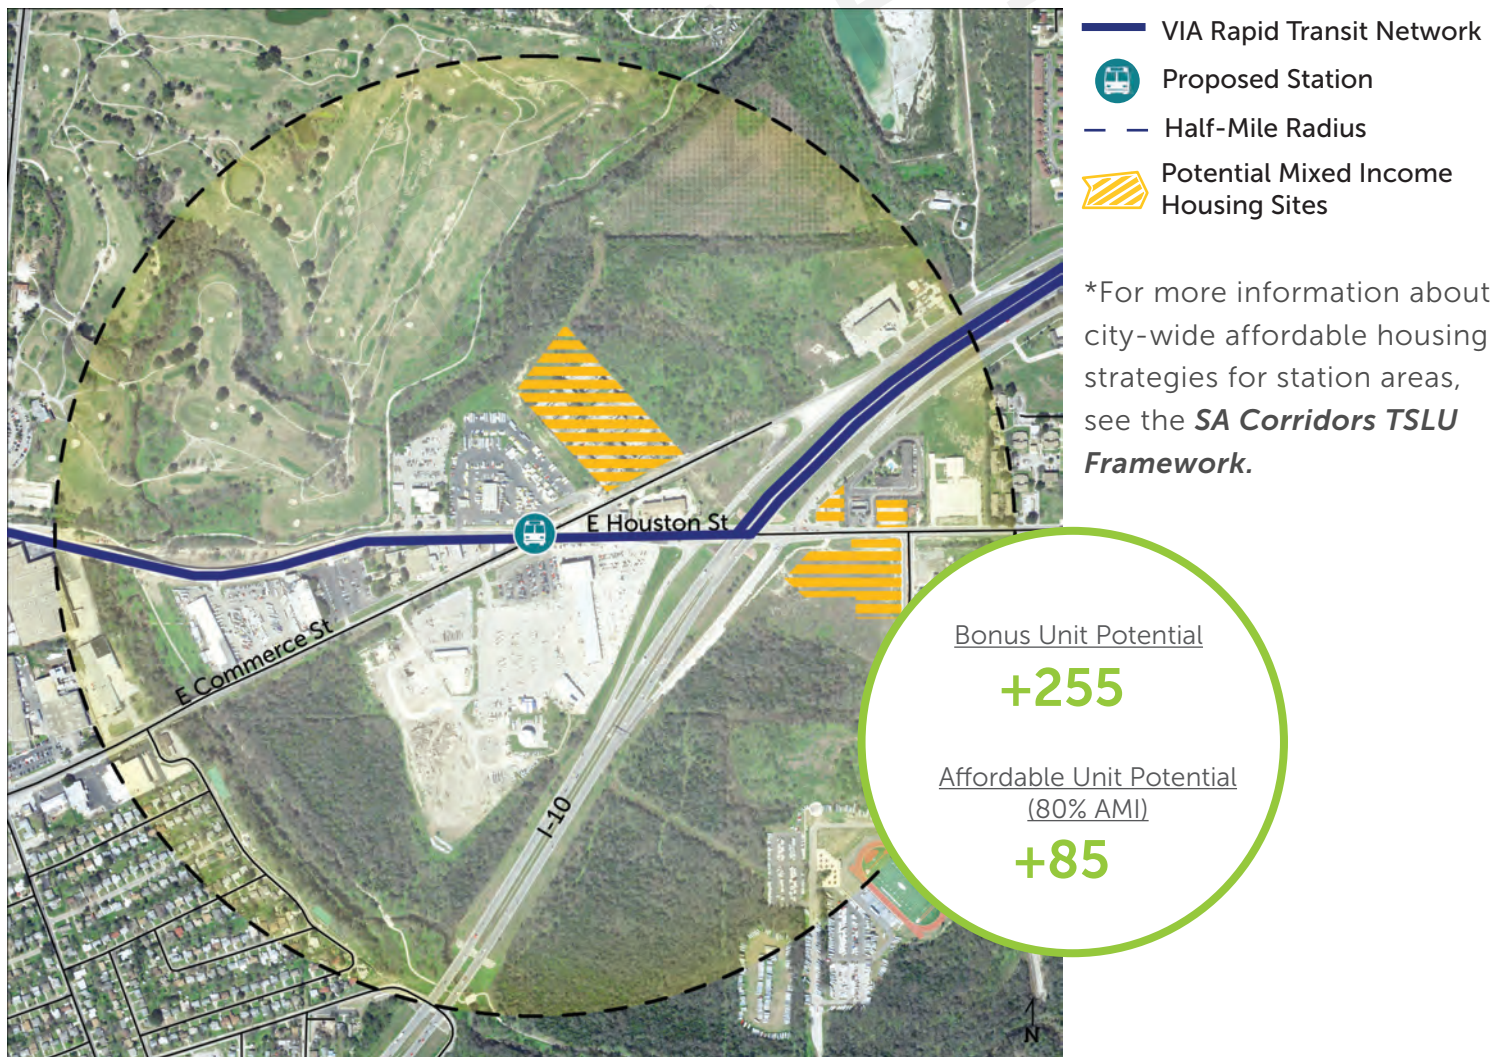 VIA Rapid Transit Network
Proposed Station
Half-Mile Radius
Potential Mixed Income
Housing Sites
*For more information about
city-wide affordable housing
strategies for station areas,
see the SA Corridors TSLU
Framework.
E Houston St
E Commerce St
I-10
Bonus Unit Potential
+255
Affordable Unit Potential
(80% AMI)
+85
N